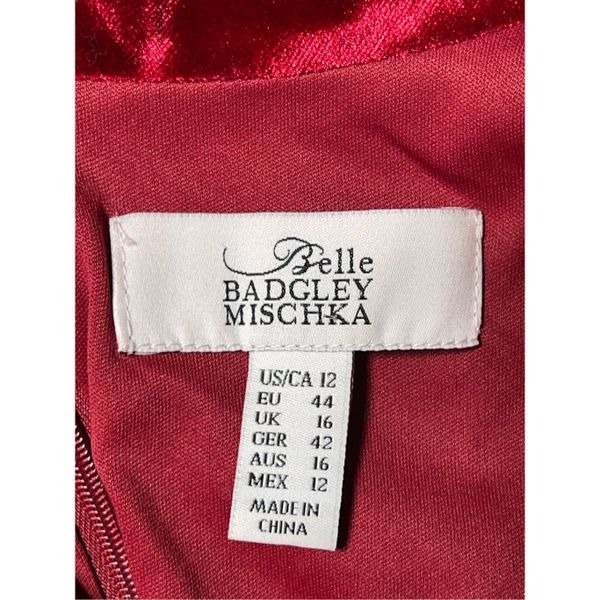 Belle
BADGLEY
MISCHKA
US/CA 12
EU 44
UK 16
GER 42
AUS 16
MEX 12
MADE IN
CHINA